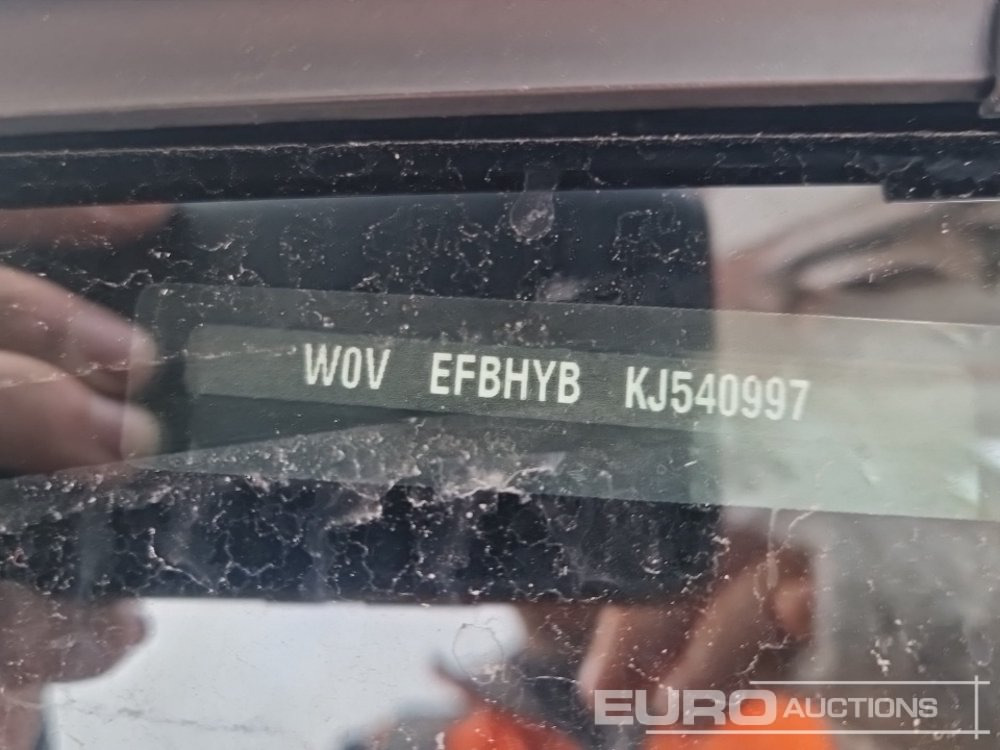 W0V EFBHYB KJ540997
EURO AUCTIONS